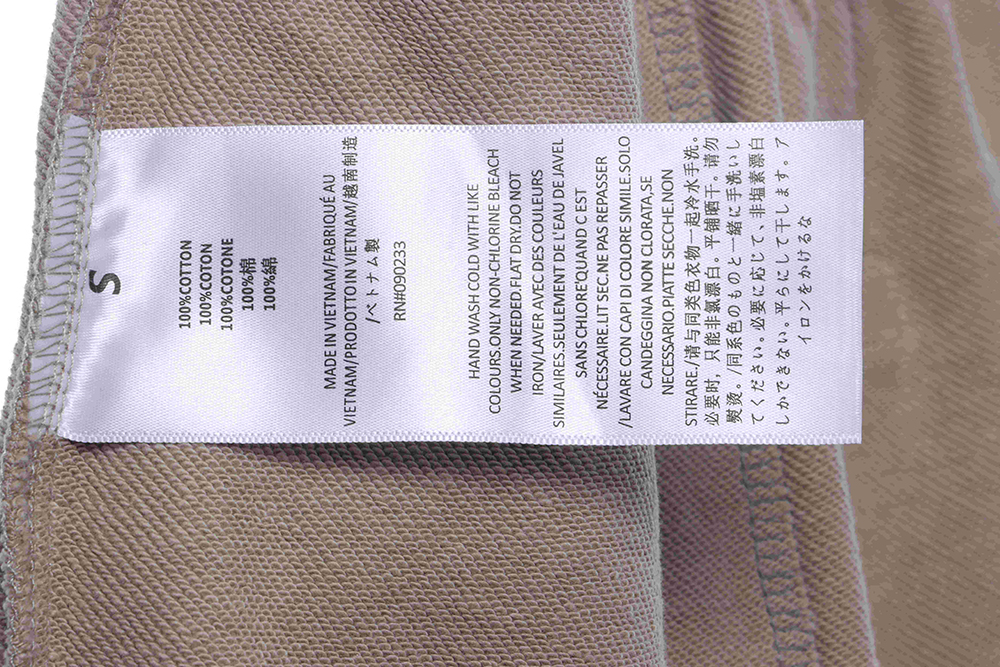 S
100%COTTON
100%COTON
100%COTONE
100%棉
100%綿
MADE IN VIETNAM/FABRIQUÉ AU
VIETNAM/PRODOTTO IN VIETNAM/越南制造
/ベトナム製
RN#090233
HAND WASH COLD WITH LIKE
COLOURS.ONLY NON-CHLORINE BLEACH
WHEN NEEDED.FLAT DRY.DO NOT
IRON/LAVER AVEC DES COULEURS
SIMILAIRES.SEULEMENT DE L'EAU DE JAVEL
SANS CHLOREQUAND C EST
NÉCESSAIRE.LIT SEC.NE PAS REPASSER
/LAVARE CON CAPI DI COLORE SIMILE.SOLO
CANDEGGINA NON CLORATA,SE
NECESSARIO.PIATTE SECCHE.NON
STIRARE./请与同类色衣物一起冷水手洗。
必要时，只能非氯漂白。平铺晒干。请勿
熨烫。/同系色のものと一緒に手洗いし
てください。必要に応じて、非塩素漂白
しかできない。平らにして干します。ア
イロンをかけるな